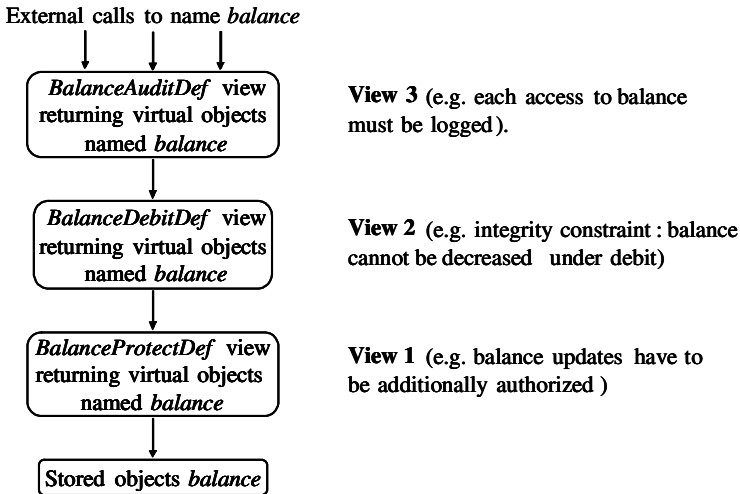 External calls to name balance
BalanceAuditDef view
returning virtual objects
named balance
View 3 (e.g. each access to balance
must be logged).
BalanceDebitDef view
returning virtual objects
named balance
View 2 (e.g. integrity constraint : balance
cannot be decreased under debit)
BalanceProtectDef view
returning virtual objects
named balance
View 1 (e.g. balance updates have to
be additionally authorized )
Stored objects balance